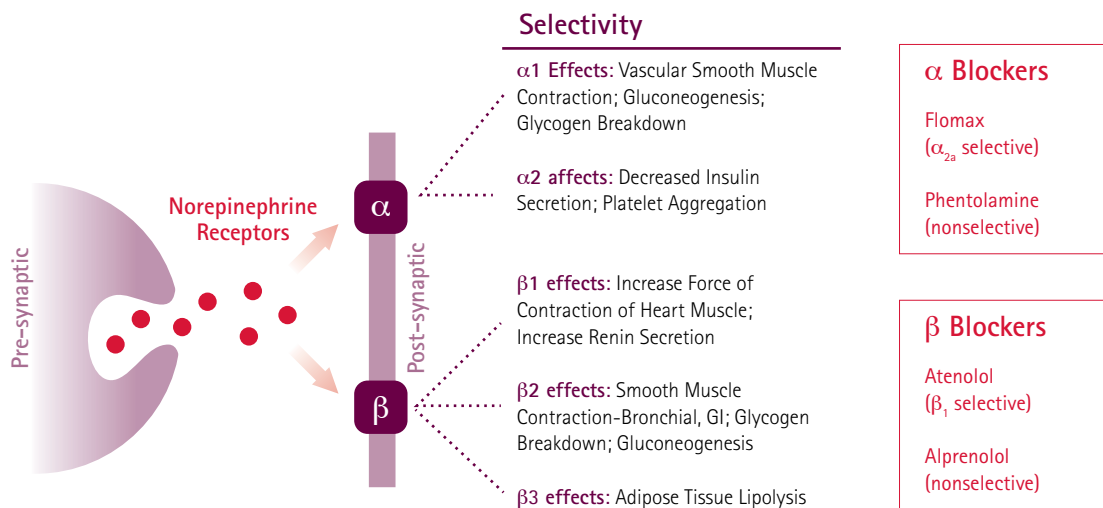 Selectivity
α1 Effects: Vascular Smooth Muscle
Contraction; Gluconeogenesis;
Glycogen Breakdown
α2 affects: Decreased Insulin
Secretion; Platelet Aggregation
β1 effects: Increase Force of
Contraction of Heart Muscle;
Increase Renin Secretion
β2 effects: Smooth Muscle
Contraction-Bronchial, GI; Glycogen
Breakdown; Gluconeogenesis
β3 effects: Adipose Tissue Lipolysis
Pre-synaptic
Norepinephrine
Receptors
α
β
Post-synaptic
α Blockers
Flomax
(α2a selective)
Phentolamine
(nonselective)
β Blockers
Atenolol
(β1 selective)
Alprenolol
(nonselective)